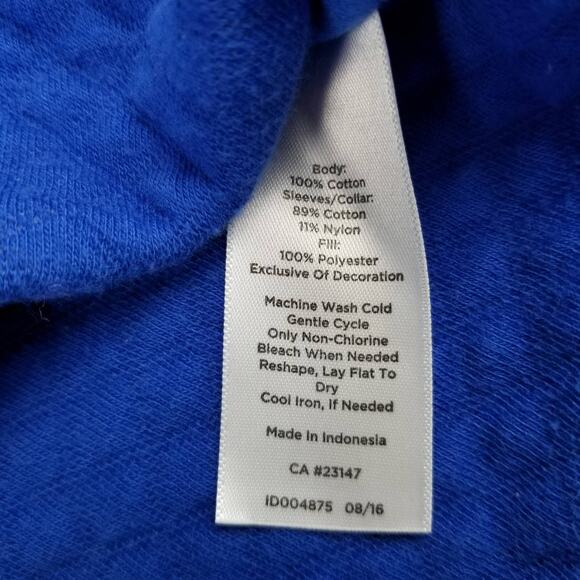 Body:
100% Cotton
Sleeves/Collar:
89% Cotton
11% Nylon
Fill:
100% Polyester
Exclusive Of Decoration
Machine Wash Cold
Gentle Cycle
Only Non-Chlorine
Bleach When Needed
Reshape, Lay Flat To
Dry
Cool Iron, If Needed
Made In Indonesia
CA #23147
ID004875 08/16